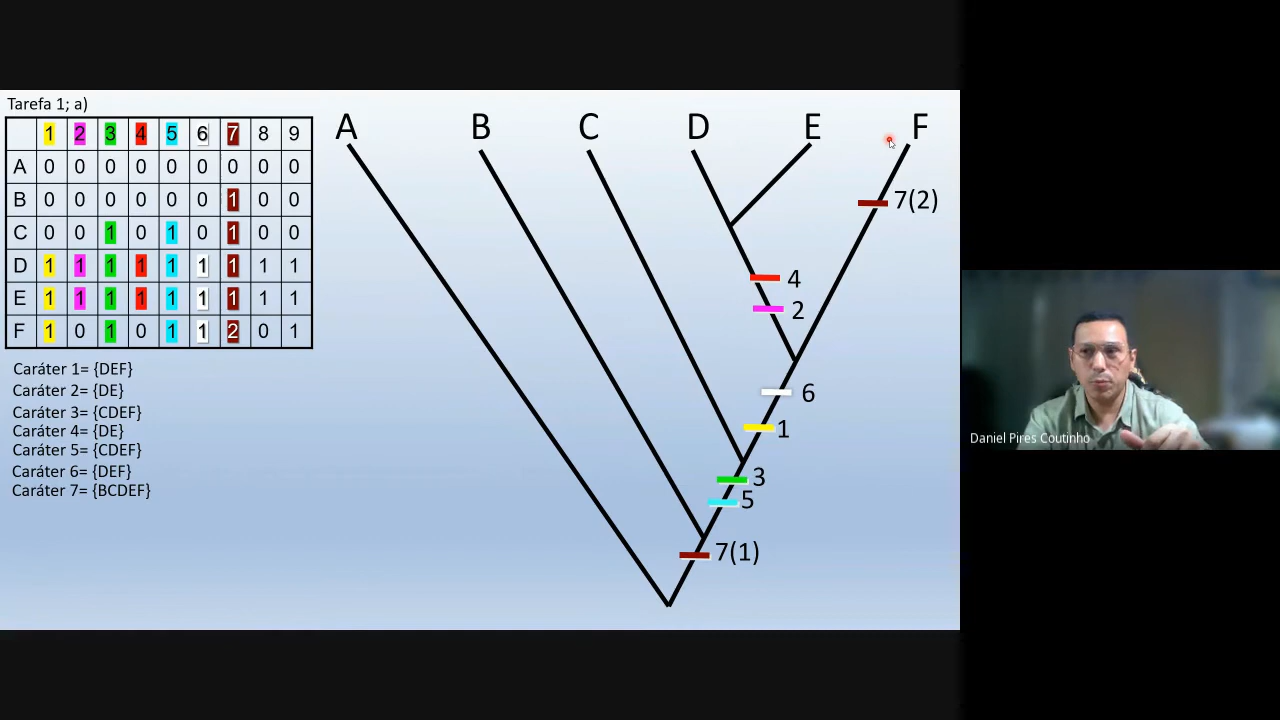 Tarefa 1; a)
1 2 3 4 5 6 7 8 9
A 0 0 0 0 0 0 0 0 0
B 0 0 0 0 0 0 1 0 0
C 0 0 1 0 1 0 1 0 0
D 1 1 1 1 1 1 1 1 1
E 1 1 1 1 1 1 1 1 1
F 1 0 1 0 1 1 2 0 1
Caráter 1= {DEF}
Caráter 2= {DE}
Caráter 3= {CDEF}
Caráter 4= {DE}
Caráter 5= {CDEF}
Caráter 6= {DEF}
Caráter 7= {BCDEF}
A B C D E F
7(2)
4
2
6
1
3
5
7(1)
Daniel Pires Coutinho